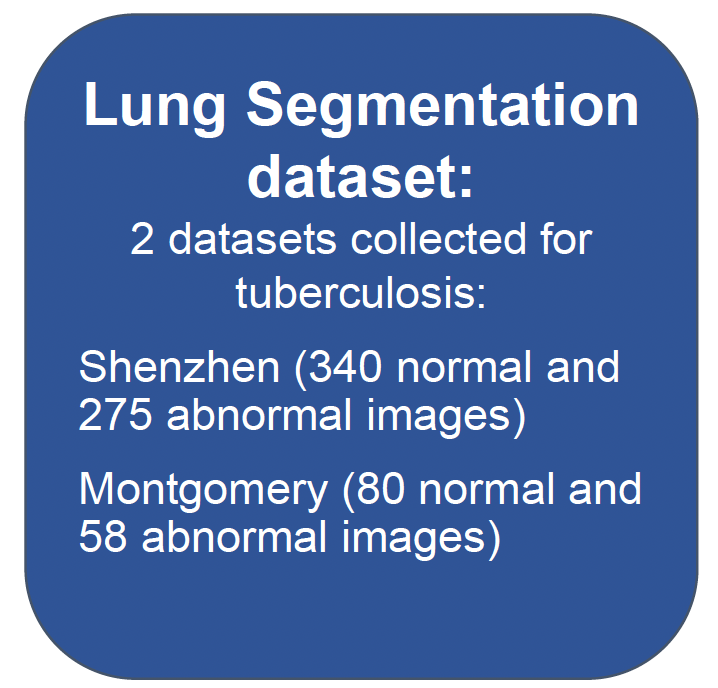 Lung Segmentation
dataset:
2 datasets collected for
tuberculosis:
Shenzhen (340 normal and
275 abnormal images)
Montgomery (80 normal and
58 abnormal images)